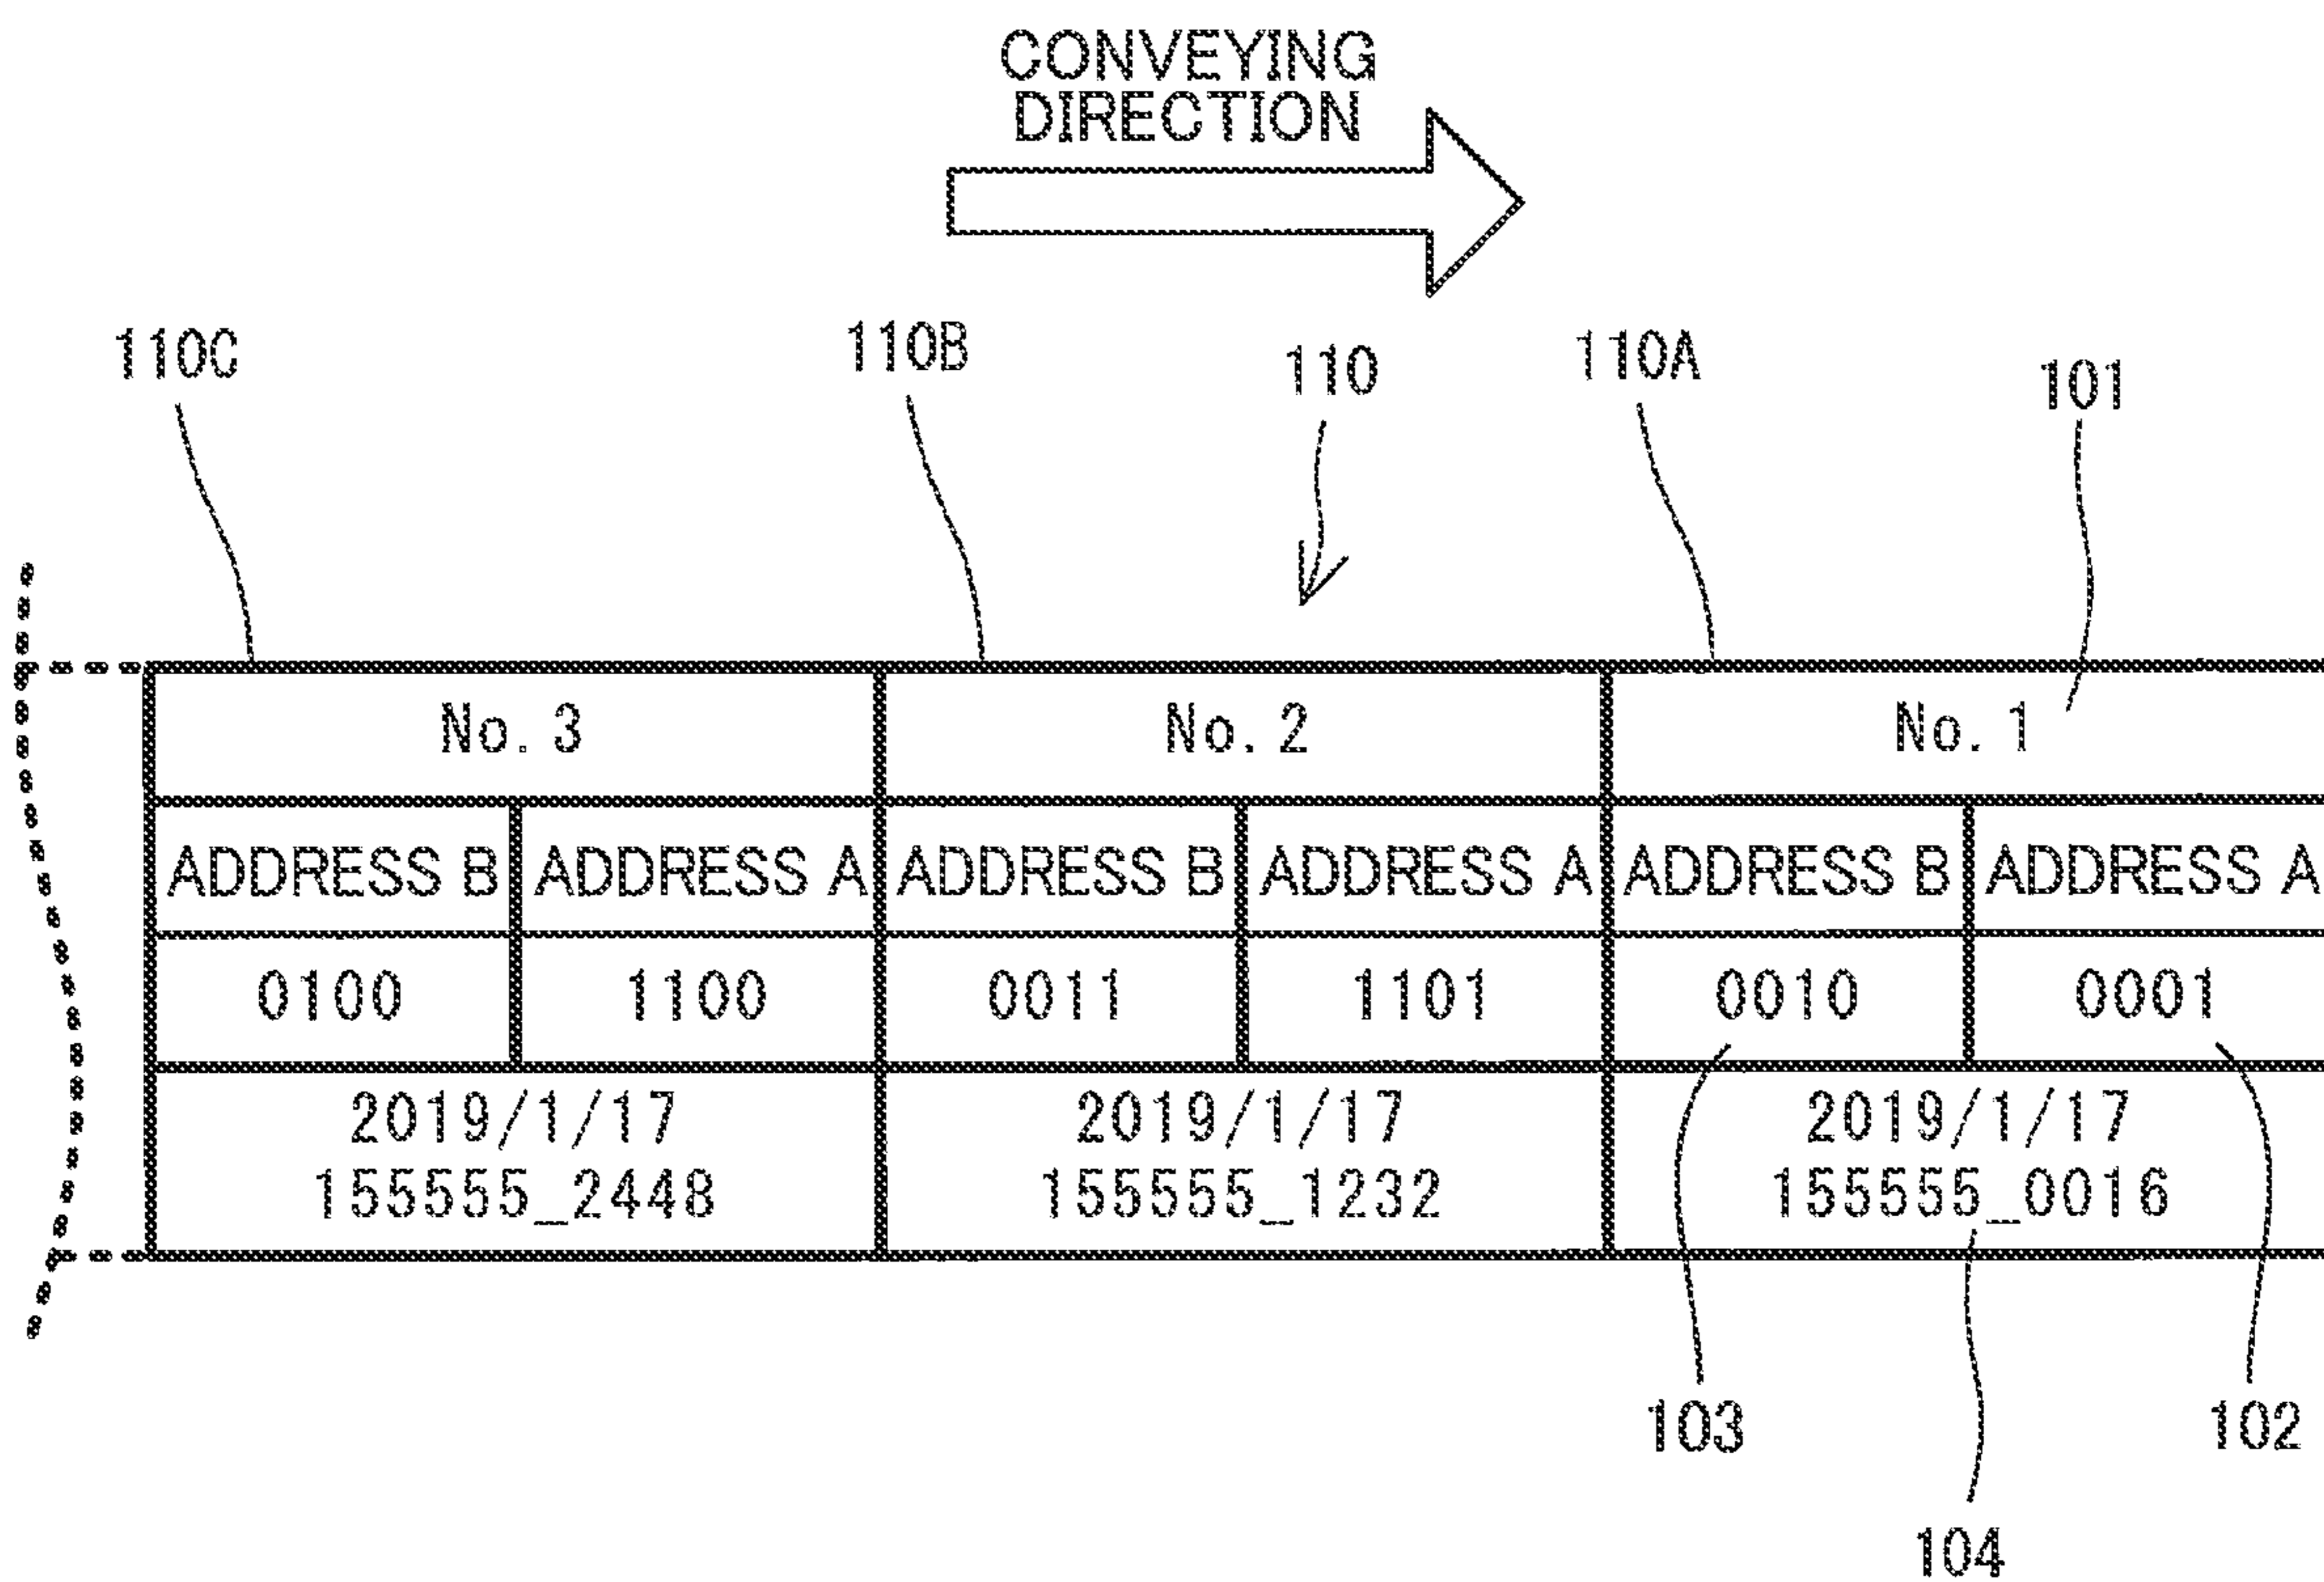 CONVEYING
DIRECTION
110C 110B 110 110A 101
No. 3 No. 2 No. 1
ADDRESS B ADDRESS A ADDRESS B ADDRESS A ADDRESS B ADDRESS A
0100 1100 0011 1101 0010 0001
2019/1/17 2019/1/17 2019/1/17
155555_2448 155555_1232 155555_0016
103 102
104